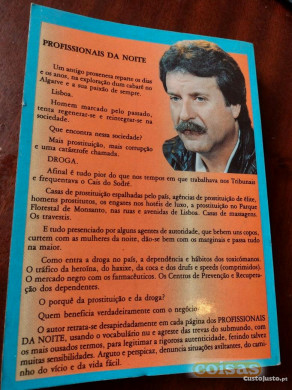 PROFISSIONAIS DA NOITE
Um antigo proxeneta reparte os dias
e os anos, na exploração dum cabaré no
Algarve e a sua paixão de sempre.
Lisboa.
Homem marcado pelo passado,
tenta regenerar-se e reintegrar-se na
sociedade.
Que encontra nessa sociedade?
Mais prostituição, mais corrupção
e uma catástrofe chamada.
DROGA.
Afinal é tudo pior do que nos tempos em que trabalhava nos Tribunais
e frequentava o Cais do Sodré.
Casas de prostituição espalhadas pelo país, agências de prostituição de élite,
homens prostitutos, os engates nos hotéis de luxo, a prostituição no Parque
Florestal de Monsanto, nas ruas e avenidas de Lisboa. Casas de massagens.
Os travestis.
E tudo presenciado por alguns agentes de autoridade, que bebem uns copos,
curtem com as mulheres da noite, dão-se bem com os marginais e passa tudo
na maior.
Como entra a droga no país, a dependência e hábitos dos toxicómanos.
O tráfico da heroína, do haxixe, da coca e dos drufs e speeds (comprimidos).
O mercado negro com os farmacêuticos. Os Centros de Prevenção e Recupera-
ção dos dependentes.
O porquê da prostituição e da droga?
Quem beneficia verdadeiramente com o negócio
O autor retrata-se desapiedadamente em cada página dos PROFISSIONAIS
DA NOITE, usando o vocabulário nu e agreste das trevas do submundo, com
os mais ousados termos, para legitimar a rigorosa autenticidade, ferindo talvez
muitas sensibilidades. Arguto e perspicaz, denuncia situações aviltantes, do cami-
nho do vício e da vida fácil.
coisas
CustoJusto.pt